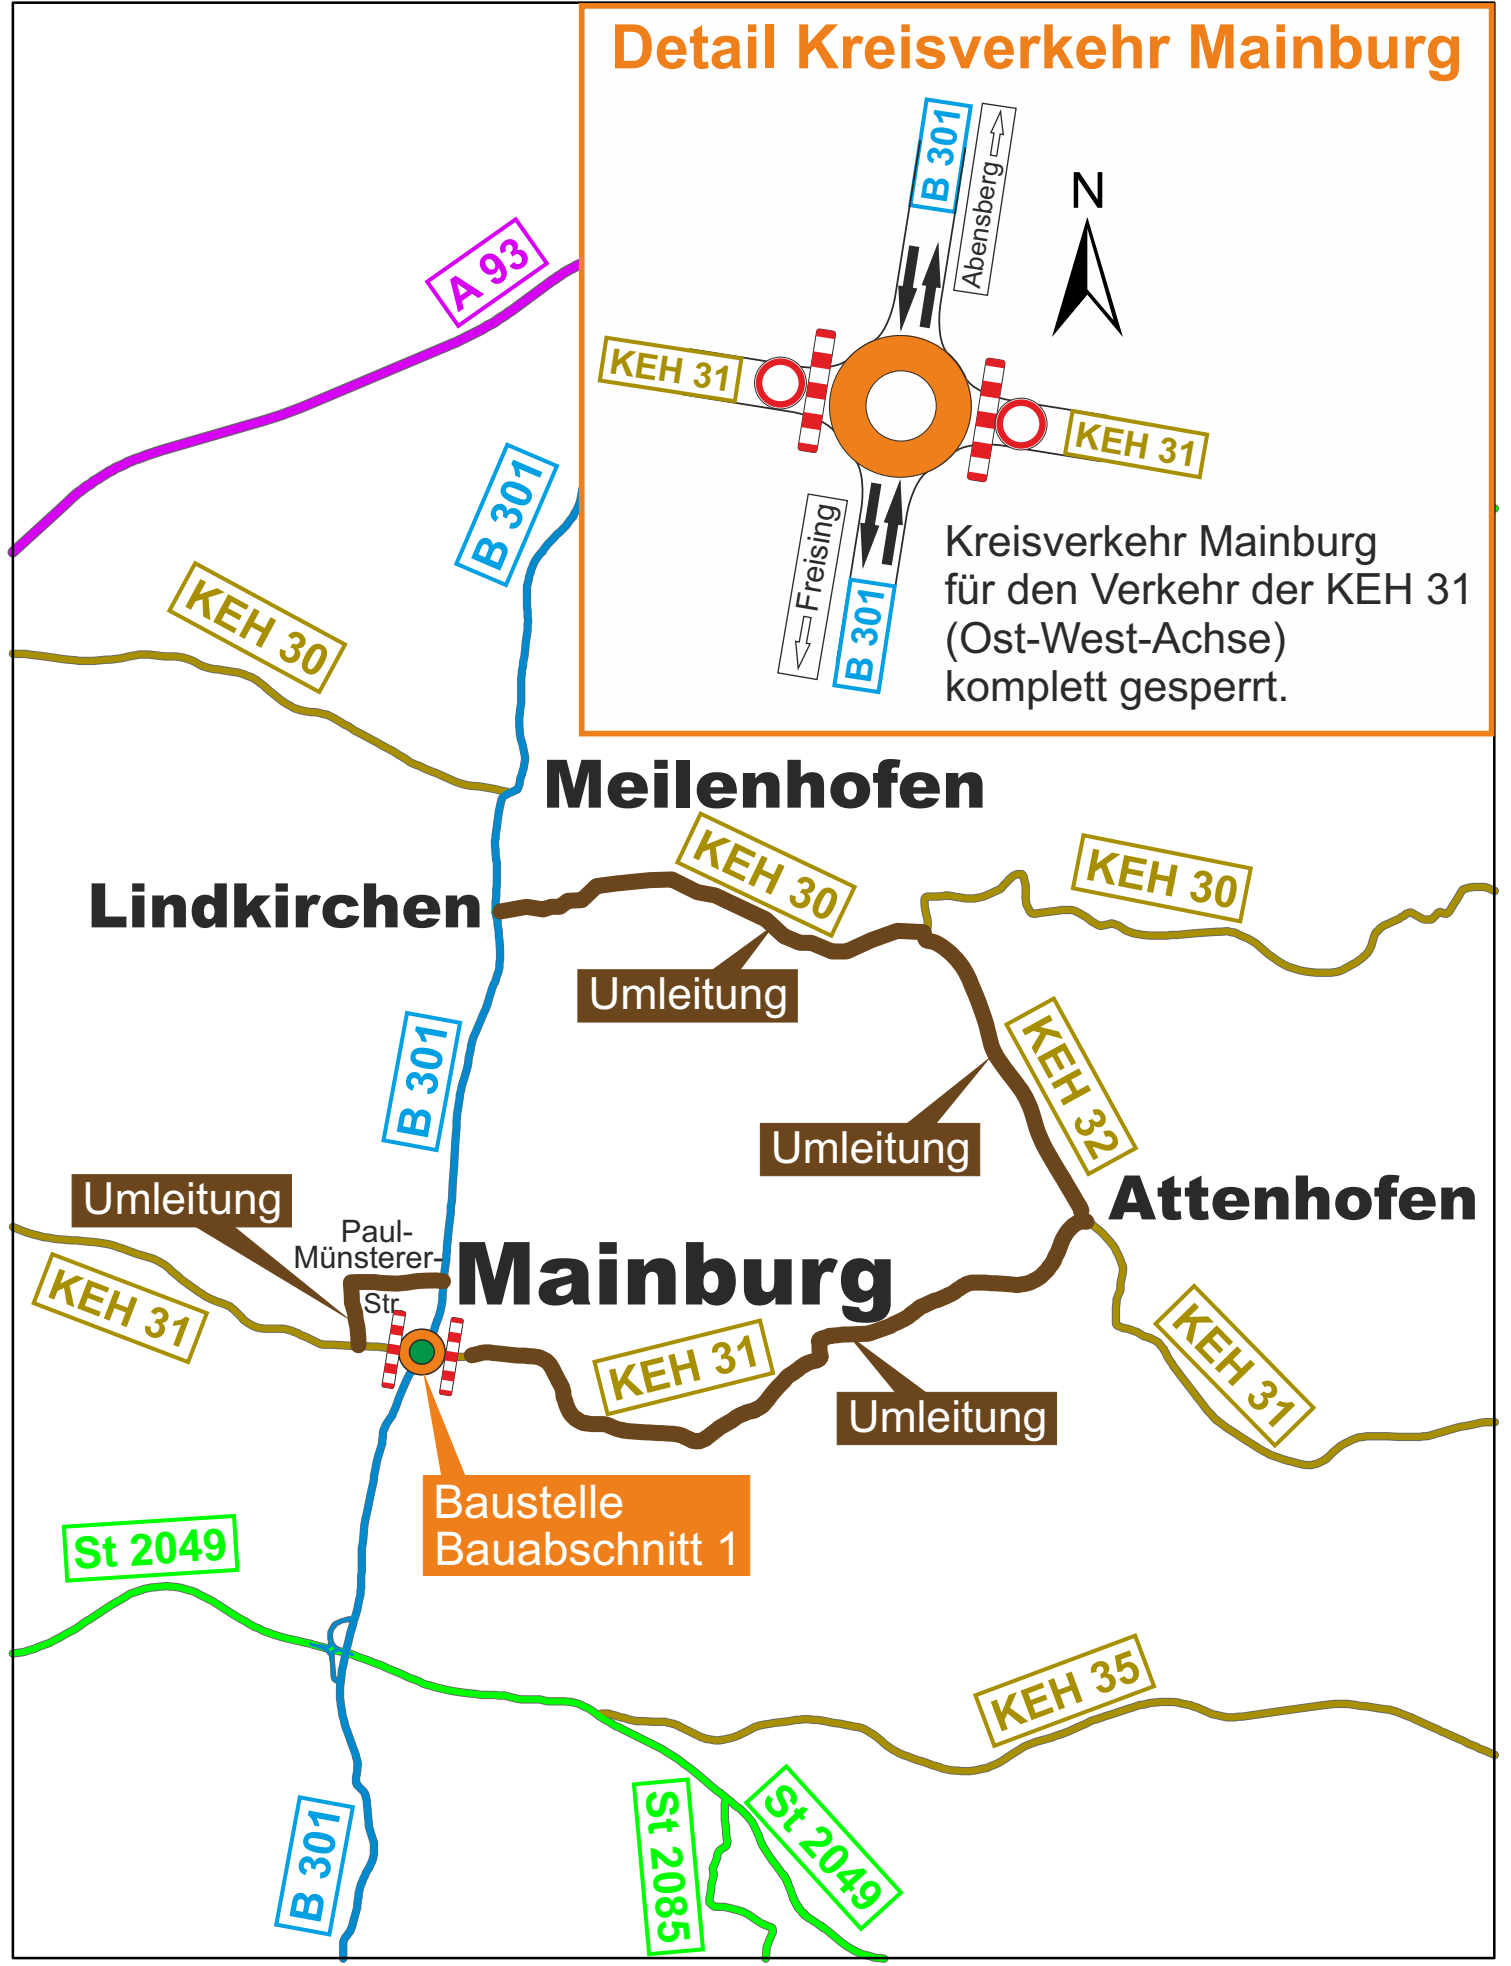 Detail Kreisverkehr Mainburg
B 301
Abensberg
N
KEH 31
KEH 31
Freising
B 301
Kreisverkehr Mainburg
für den Verkehr der KEH 31
(Ost-West-Achse)
komplett gesperrt.
A 93
B 301
KEH 30
Meilenhofen
KEH 30
KEH 30
Lindkirchen
Umleitung
B 301
KEH 32
Umleitung
Umleitung
Attenhofen
Paul-
Münsterer-
Str.
Mainburg
KEH 31
KEH 31
KEH 31
Umleitung
Baustelle
Bauabschnitt 1
St 2049
KEH 35
B 301
St 2085
St 2049